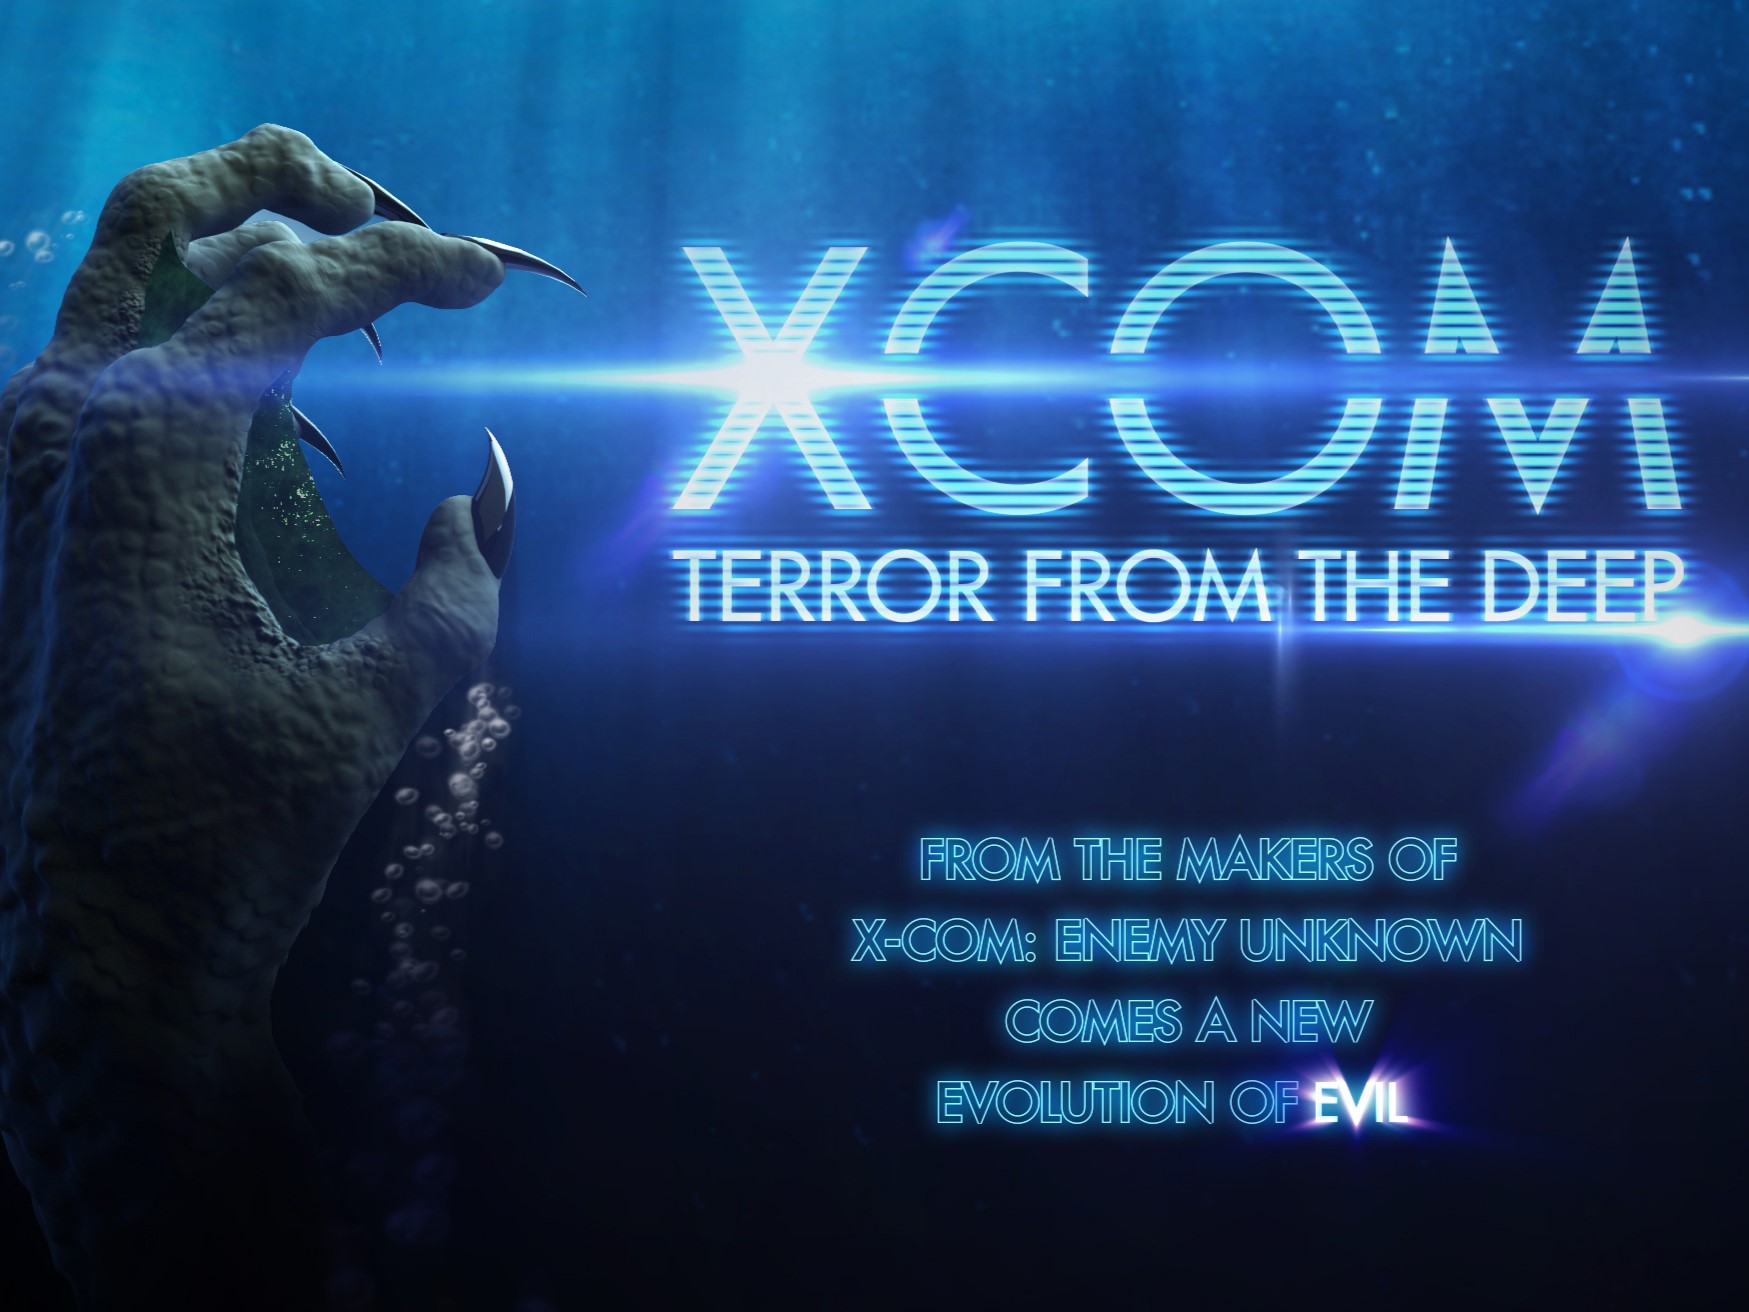 XCOM
TERROR FROM THE DEEP
FROM THE MAKERS OF
X-COM: ENEMY UNKNOWN
COMES A NEW
EVOLUTION OF EVIL